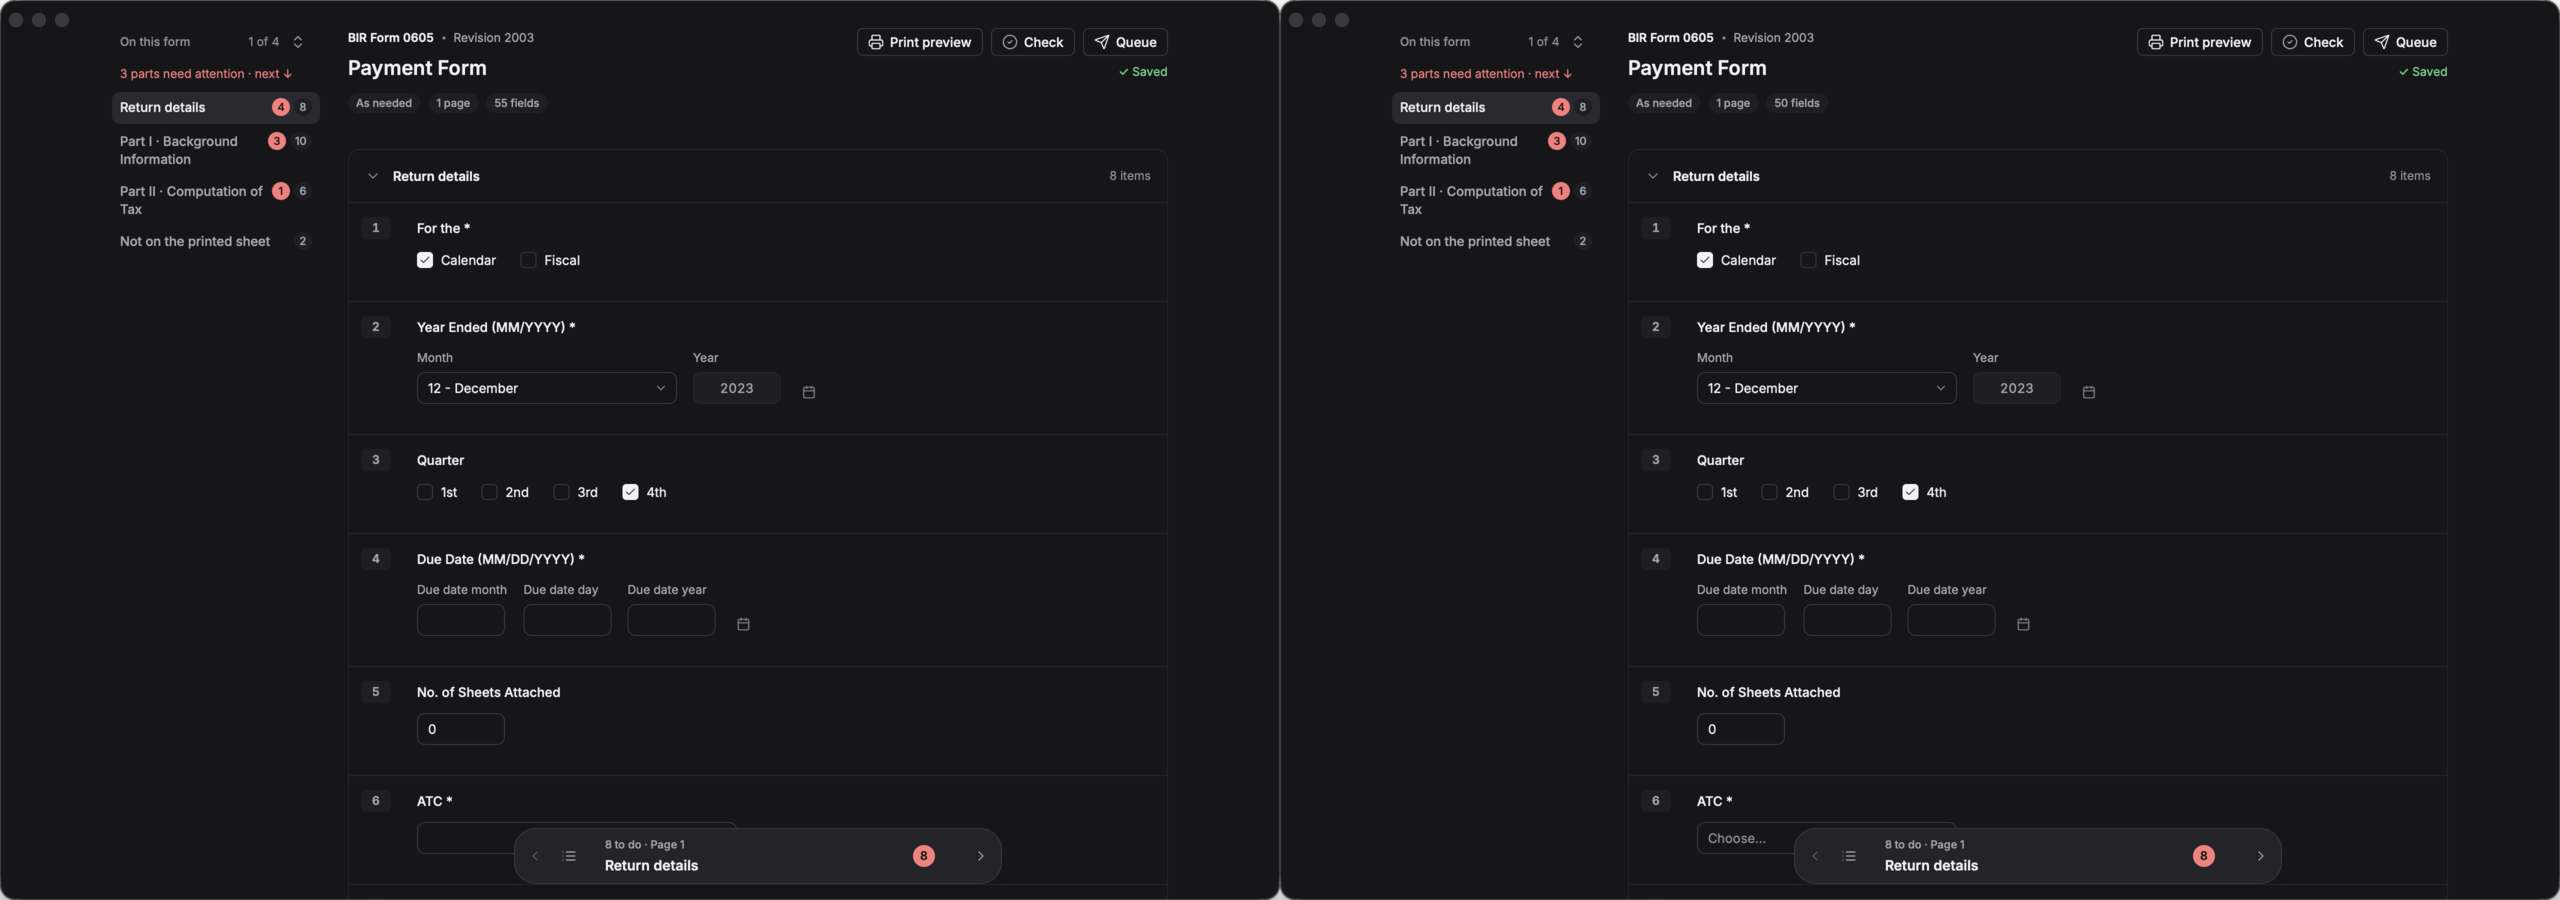 On this form 1 of 4
3 parts need attention · next ↓
Return details 4 8
Part I · Background Information 3 10
Part II · Computation of Tax 1 6
Not on the printed sheet 2
BIR Form 0605 • Revision 2003
Payment Form
As needed 1 page 55 fields
Print preview Check Queue
✓ Saved
Return details 8 items
1 For the *
Calendar Fiscal
2 Year Ended (MM/YYYY) *
Month Year
12 - December 2023
3 Quarter
1st 2nd 3rd 4th
4 Due Date (MM/DD/YYYY) *
Due date month Due date day Due date year
5 No. of Sheets Attached
0
6 ATC *
8 to do · Page 1
Return details 8
On this form 1 of 4
3 parts need attention · next ↓
Return details 4 8
Part I · Background Information 3 10
Part II · Computation of Tax 1 6
Not on the printed sheet 2
BIR Form 0605 • Revision 2003
Payment Form
As needed 1 page 50 fields
Print preview Check Queue
✓ Saved
Return details 8 items
1 For the *
Calendar Fiscal
2 Year Ended (MM/YYYY) *
Month Year
12 - December 2023
3 Quarter
1st 2nd 3rd 4th
4 Due Date (MM/DD/YYYY) *
Due date month Due date day Due date year
5 No. of Sheets Attached
0
6 ATC *
Choose...
8 to do · Page 1
Return details 8